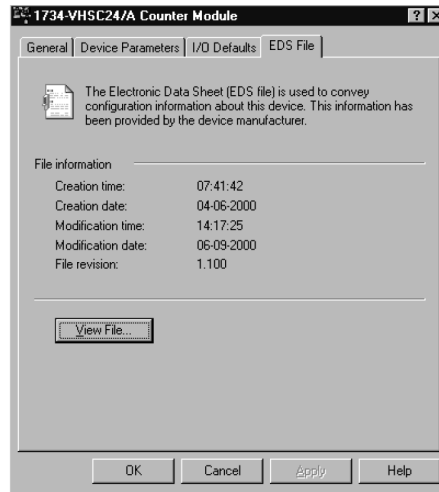 1734-VHSC24/A Counter Module
General Device Parameters I/O Defaults EDS File
The Electronic Data Sheet (EDS file) is used to convey
configuration information about this device. This information has
been provided by the device manufacturer.
File information
Creation time: 07:41:42
Creation date: 04-06-2000
Modification time: 14:17:25
Modification date: 06-09-2000
File revision: 1.100
View File...
OK Cancel Apply Help